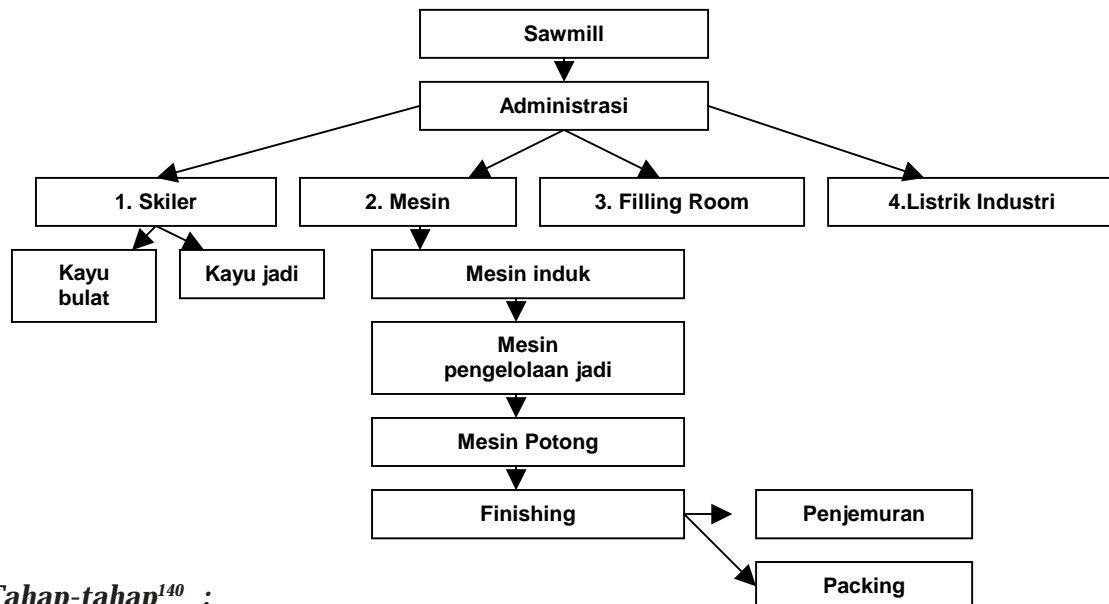 Sawmill
Administrasi
1. Skiler
2. Mesin
3. Filling Room
4.Listrik Industri
Kayu
bulat
Kayu jadi
Mesin induk
Mesin
pengelolaan jadi
Mesin Potong
Finishing
Penjemuran
Packing
Tahap-tahap140 :